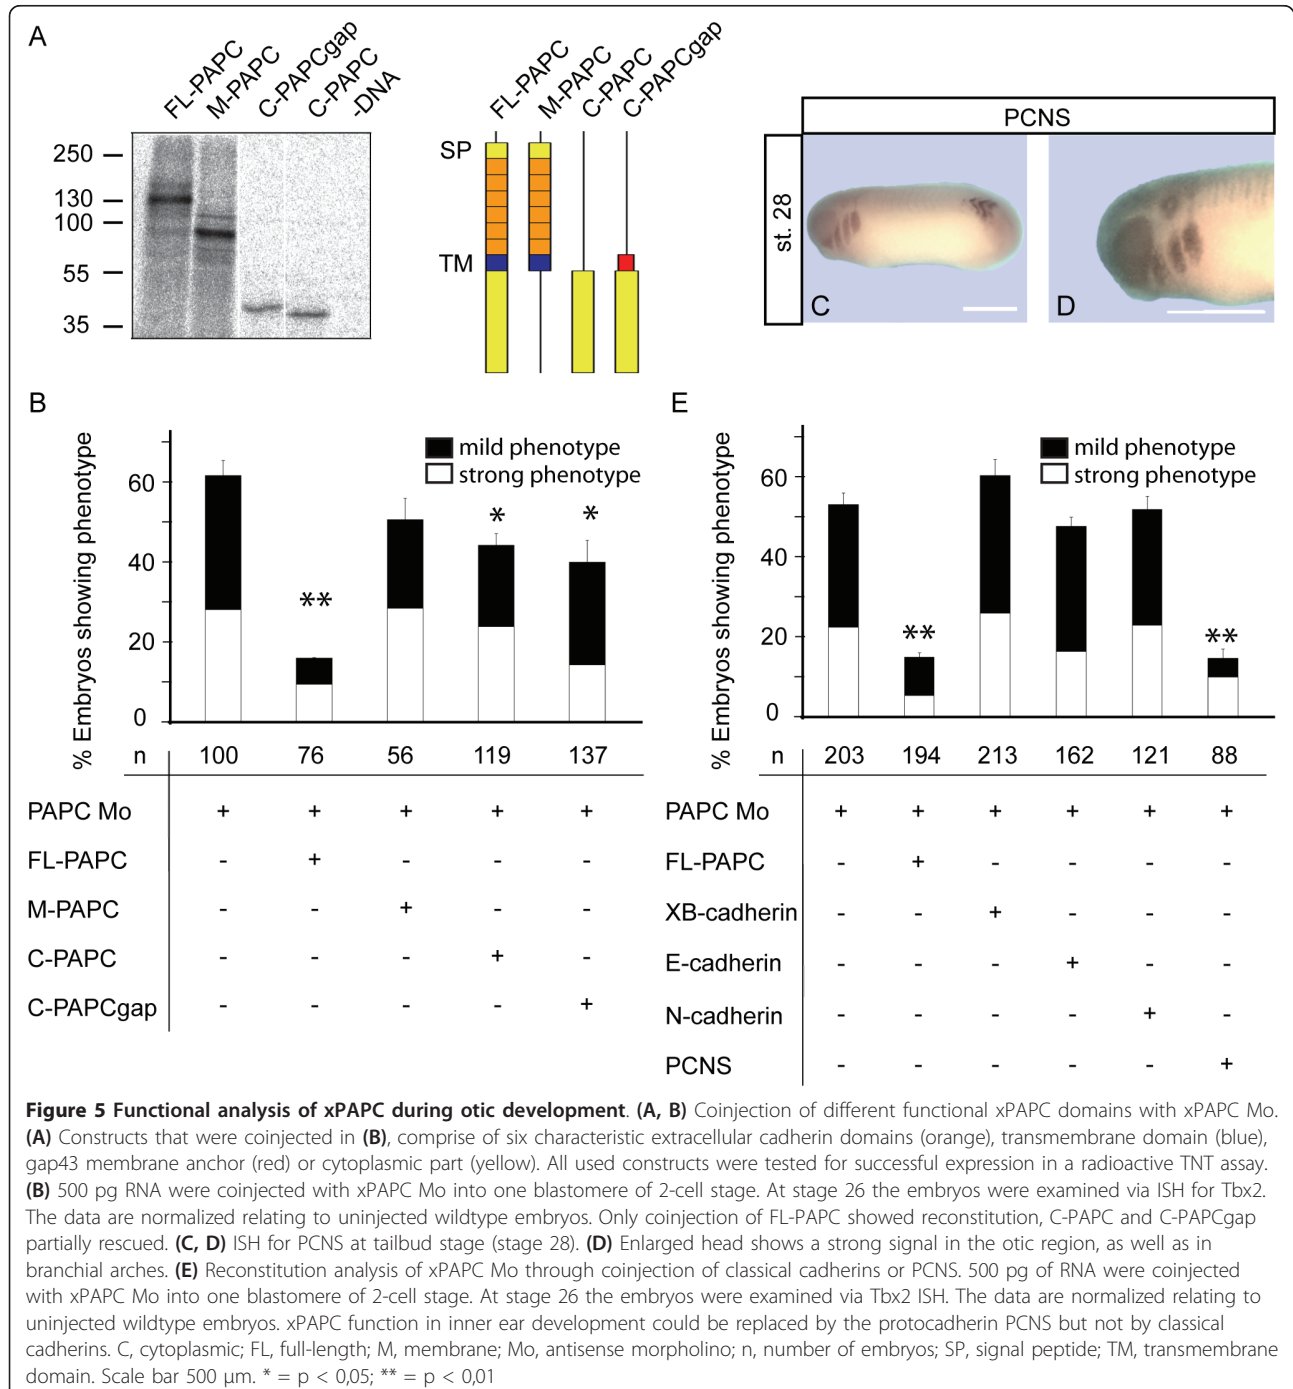 A
FL-PAPC
M-PAPC
C-PAPCgap
C-PAPC
-DNA
250
130
100
55
35
FL-PAPC
M-PAPC
C-PAPC
C-PAPCgap
SP
TM
PCNS
st. 28
C
D
B
% Embryos showing phenotype
mild phenotype
strong phenotype
60
40
20
0
**
*
*
n 100 76 56 119 137
PAPC Mo + + + + +
FL-PAPC - + - - -
M-PAPC - - + - -
C-PAPC - - - + -
C-PAPCgap - - - - +
E
% Embryos showing phenotype
mild phenotype
strong phenotype
60
40
20
0
**
**
n 203 194 213 162 121 88
PAPC Mo + + + + + +
FL-PAPC - + - - - -
XB-cadherin - - + - - -
E-cadherin - - - + - -
N-cadherin - - - - + -
PCNS - - - - - +
Figure 5 Functional analysis of xPAPC during otic development. (A, B) Coinjection of different functional xPAPC domains with xPAPC Mo.
(A) Constructs that were coinjected in (B), comprise of six characteristic extracellular cadherin domains (orange), transmembrane domain (blue),
gap43 membrane anchor (red) or cytoplasmic part (yellow). All used constructs were tested for successful expression in a radioactive TNT assay.
(B) 500 pg RNA were coinjected with xPAPC Mo into one blastomere of 2-cell stage. At stage 26 the embryos were examined via ISH for Tbx2.
The data are normalized relating to uninjected wildtype embryos. Only coinjection of FL-PAPC showed reconstitution, C-PAPC and C-PAPCgap
partially rescued. (C, D) ISH for PCNS at tailbud stage (stage 28). (D) Enlarged head shows a strong signal in the otic region, as well as in
branchial arches. (E) Reconstitution analysis of xPAPC Mo through coinjection of classical cadherins or PCNS. 500 pg of RNA were coinjected
with xPAPC Mo into one blastomere of 2-cell stage. At stage 26 the embryos were examined via Tbx2 ISH. The data are normalized relating to
uninjected wildtype embryos. xPAPC function in inner ear development could be replaced by the protocadherin PCNS but not by classical
cadherins. C, cytoplasmic; FL, full-length; M, membrane; Mo, antisense morpholino; n, number of embryos; SP, signal peptide; TM, transmembrane
domain. Scale bar 500 μm. * = p < 0,05; ** = p < 0,01